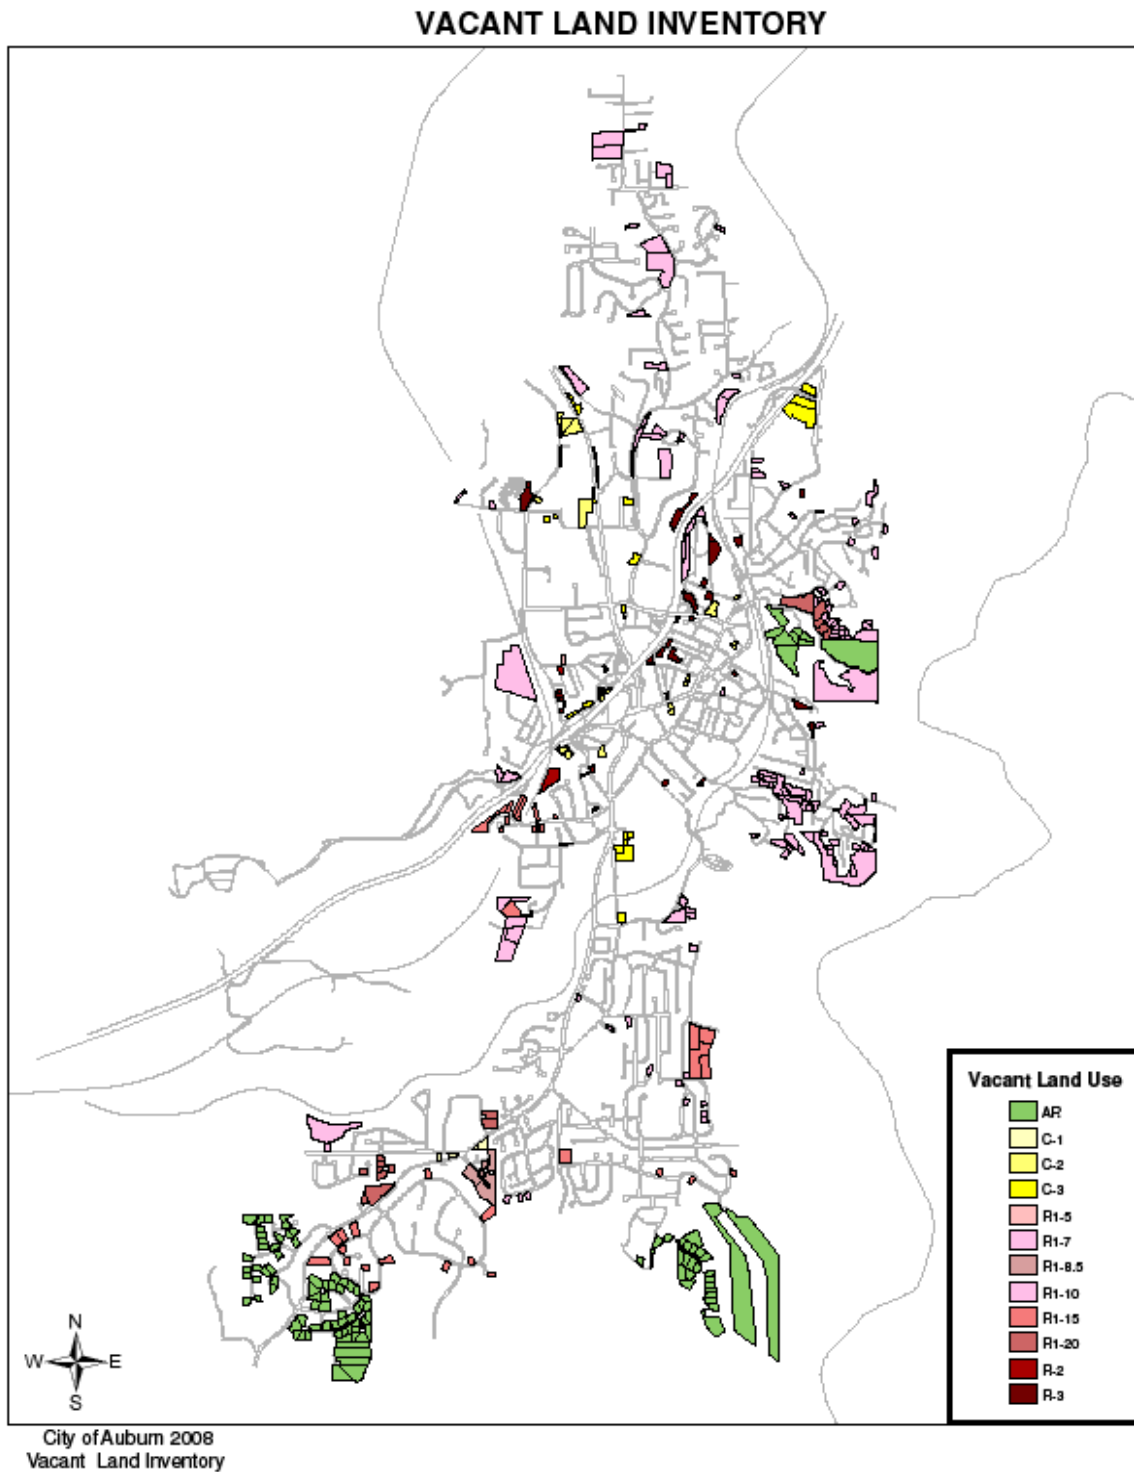 VACANT LAND INVENTORY
Vacant Land Use
AR
C-1
C-2
C-3
R1-5
R1-7
R1-8.5
R1-10
R1-15
R1-20
R-2
R-3
N
W E
S
City of Auburn 2008
Vacant Land Inventory